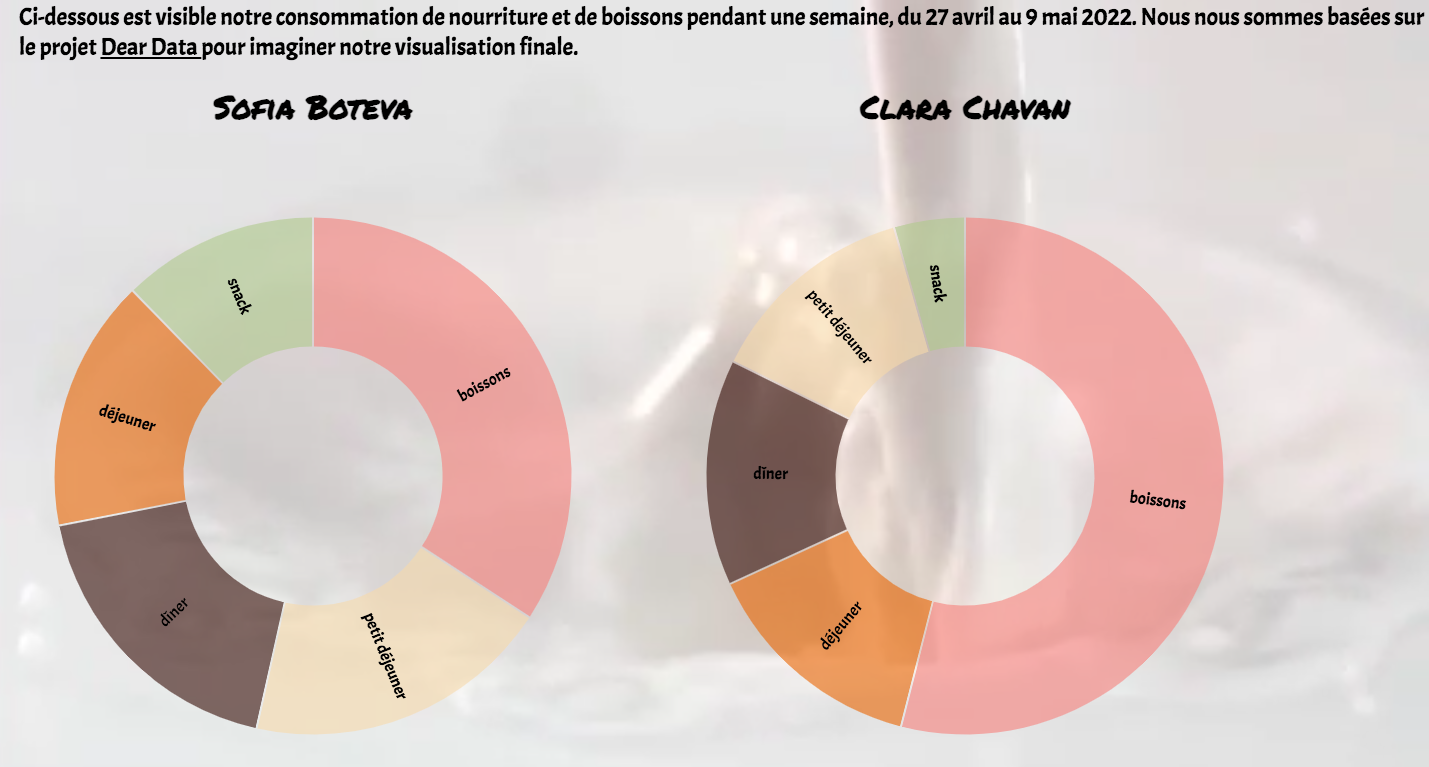 Ci-dessous est visible notre consommation de nourriture et de boissons pendant une semaine, du 27 avril au 9 mai 2022. Nous nous sommes basées sur
le projet Dear Data pour imaginer notre visualisation finale.
Sofia Boteva
Clara Chavan
snack
boissons
déjeuner
dîner
petit déjeuner
snack
petit déjeuner
dîner
boissons
déjeuner